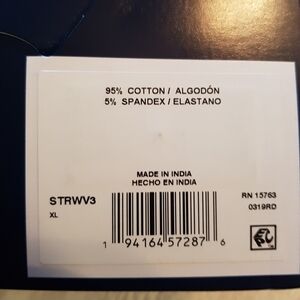 95% COTTON / ALGODÓN
5% SPANDEX / ELASTANO
MADE IN INDIA
HECHO EN INDIA
STRWV3
XL
RN 15763
0319RD
1 94164 57287 6